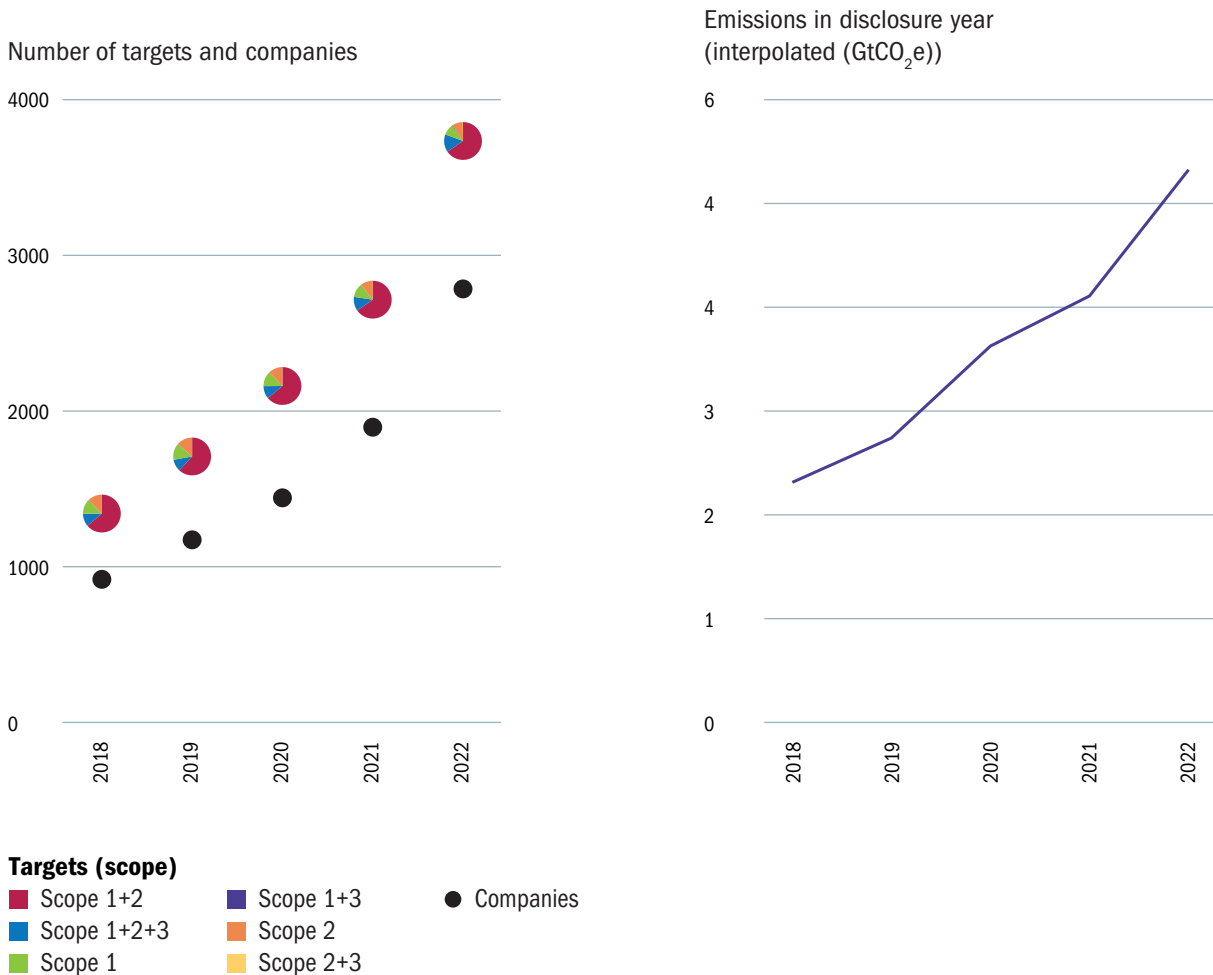 Number of targets and companies
4000
3000
2000
1000
0
2018
2019
2020
2021
2022
Emissions in disclosure year
(interpolated (GtCO₂e))
6
4
4
3
2
1
0
2018
2019
2020
2021
2022
Targets (scope)
Scope 1+2
Scope 1+2+3
Scope 1
Scope 1+3
Scope 2
Scope 2+3
Companies